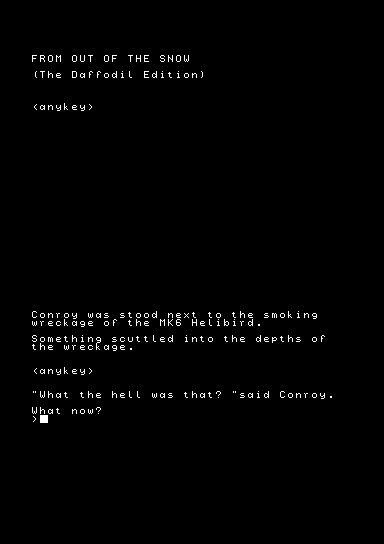 FROM OUT OF THE SNOW
(The Daffodil Edition)
<anykey>
Conroy was stood next to the smoking
wreckage of the MK6 Helibird.
Something scuttled into the depths of
the wreckage.
<anykey>
"What the hell was that? "said Conroy.
What now?
>